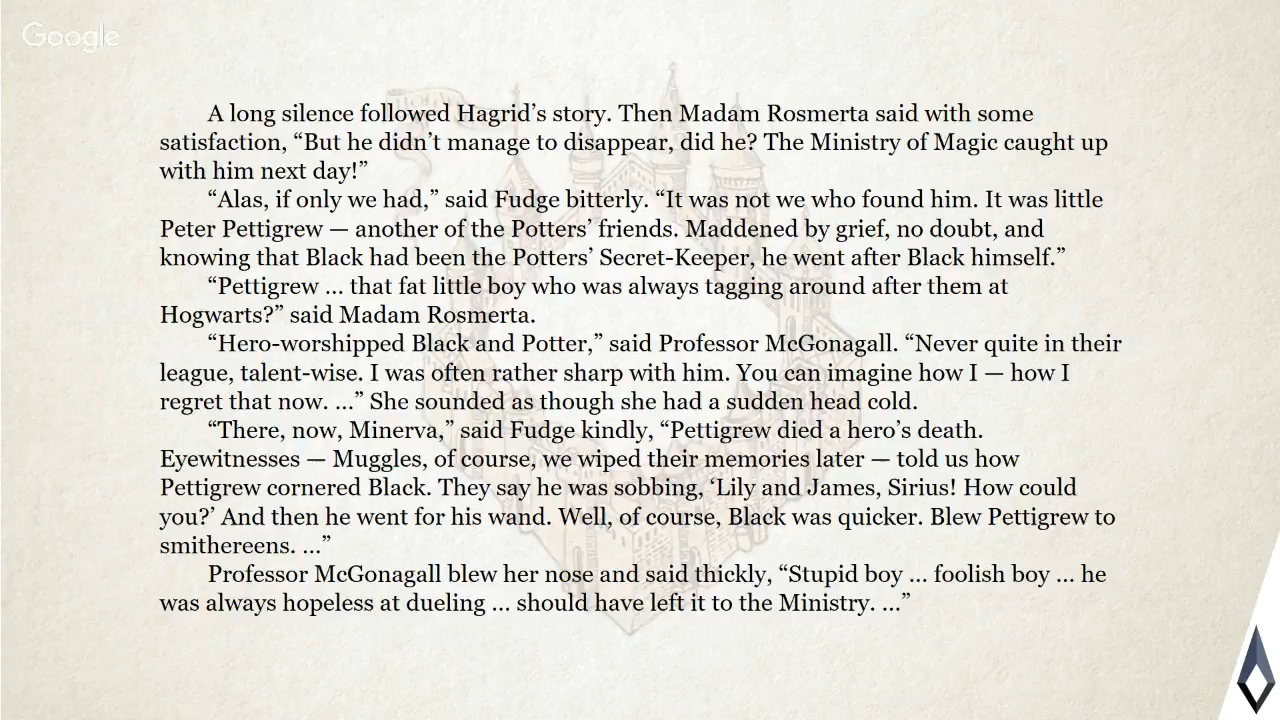 Google
A long silence followed Hagrid’s story. Then Madam Rosmerta said with some
satisfaction, “But he didn’t manage to disappear, did he? The Ministry of Magic caught up
with him next day!”
“Alas, if only we had,” said Fudge bitterly. “It was not we who found him. It was little
Peter Pettigrew — another of the Potters’ friends. Maddened by grief, no doubt, and
knowing that Black had been the Potters’ Secret-Keeper, he went after Black himself.”
“Pettigrew ... that fat little boy who was always tagging around after them at
Hogwarts?” said Madam Rosmerta.
“Hero-worshipped Black and Potter,” said Professor McGonagall. “Never quite in their
league, talent-wise. I was often rather sharp with him. You can imagine how I — how I
regret that now. ...” She sounded as though she had a sudden head cold.
“There, now, Minerva,” said Fudge kindly, “Pettigrew died a hero’s death.
Eyewitnesses — Muggles, of course, we wiped their memories later — told us how
Pettigrew cornered Black. They say he was sobbing, ‘Lily and James, Sirius! How could
you?’ And then he went for his wand. Well, of course, Black was quicker. Blew Pettigrew to
smithereens. ...”
Professor McGonagall blew her nose and said thickly, “Stupid boy ... foolish boy ... he
was always hopeless at dueling ... should have left it to the Ministry. ...”